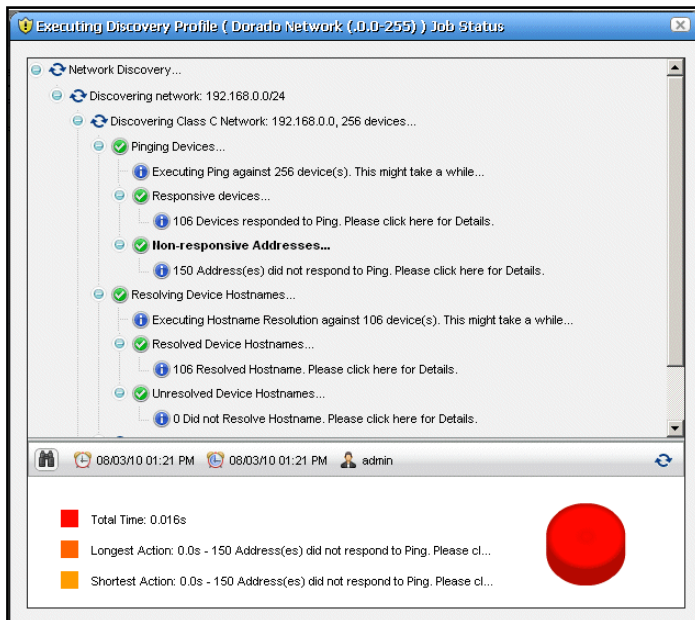 Executing Discovery Profile ( Dorado Network (.0.0-255) ) Job Status
Network Discovery...
Discovering network: 192.168.0.0/24
Discovering Class C Network: 192.168.0.0, 256 devices...
Pinging Devices...
Executing Ping against 256 device(s). This might take a while...
Responsive devices...
106 Devices responded to Ping. Please click here for Details.
Non-responsive Addresses...
150 Address(es) did not respond to Ping. Please click here for Details.
Resolving Device Hostnames...
Executing Hostname Resolution against 106 device(s). This might take a while...
Resolved Device Hostnames...
106 Resolved Hostname. Please click here for Details.
Unresolved Device Hostnames...
0 Did not Resolve Hostname. Please click here for Details.
08/03/10 01:21 PM 08/03/10 01:21 PM admin
Total Time: 0.016s
Longest Action: 0.0s - 150 Address(es) did not respond to Ping. Please cl...
Shortest Action: 0.0s - 150 Address(es) did not respond to Ping. Please cl...